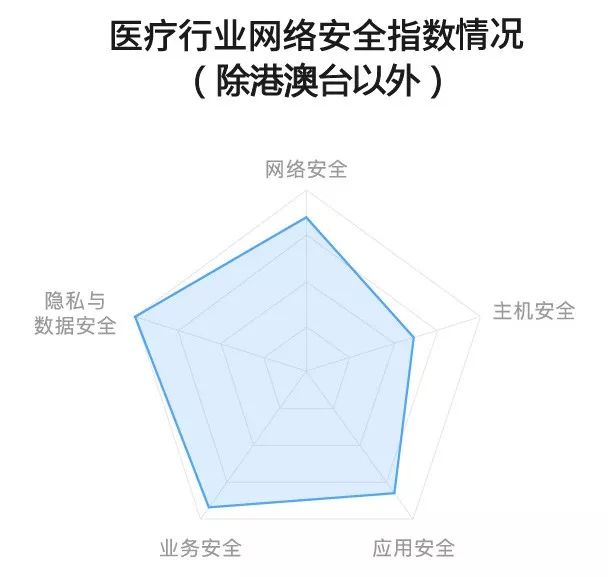 医疗行业网络安全指数情况
（除港澳台以外）
网络安全
隐私与
数据安全
主机安全
业务安全
应用安全